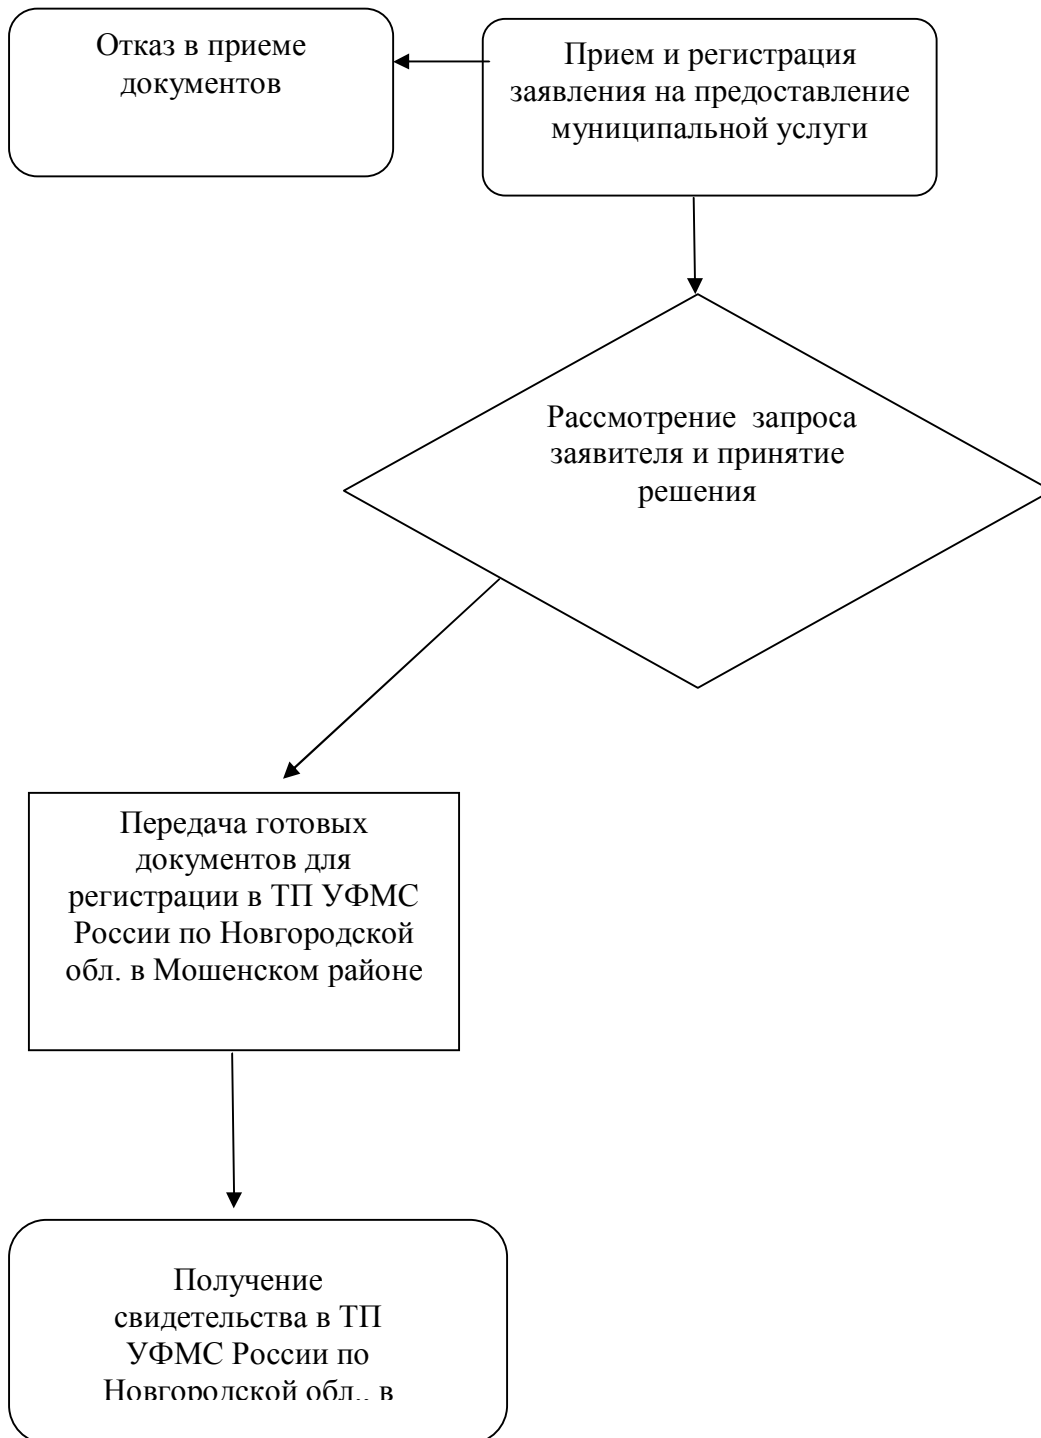 Отказ в приеме
документов
Прием и регистрация
заявления на предоставление
муниципальной услуги
Рассмотрение запроса
заявителя и принятие
решения
Передача готовых
документов для
регистрации в ТП УФМС
России по Новгородской
обл. в Мошенском районе
Получение
свидетельства в ТП
УФМС России по
Новгородской обл., в